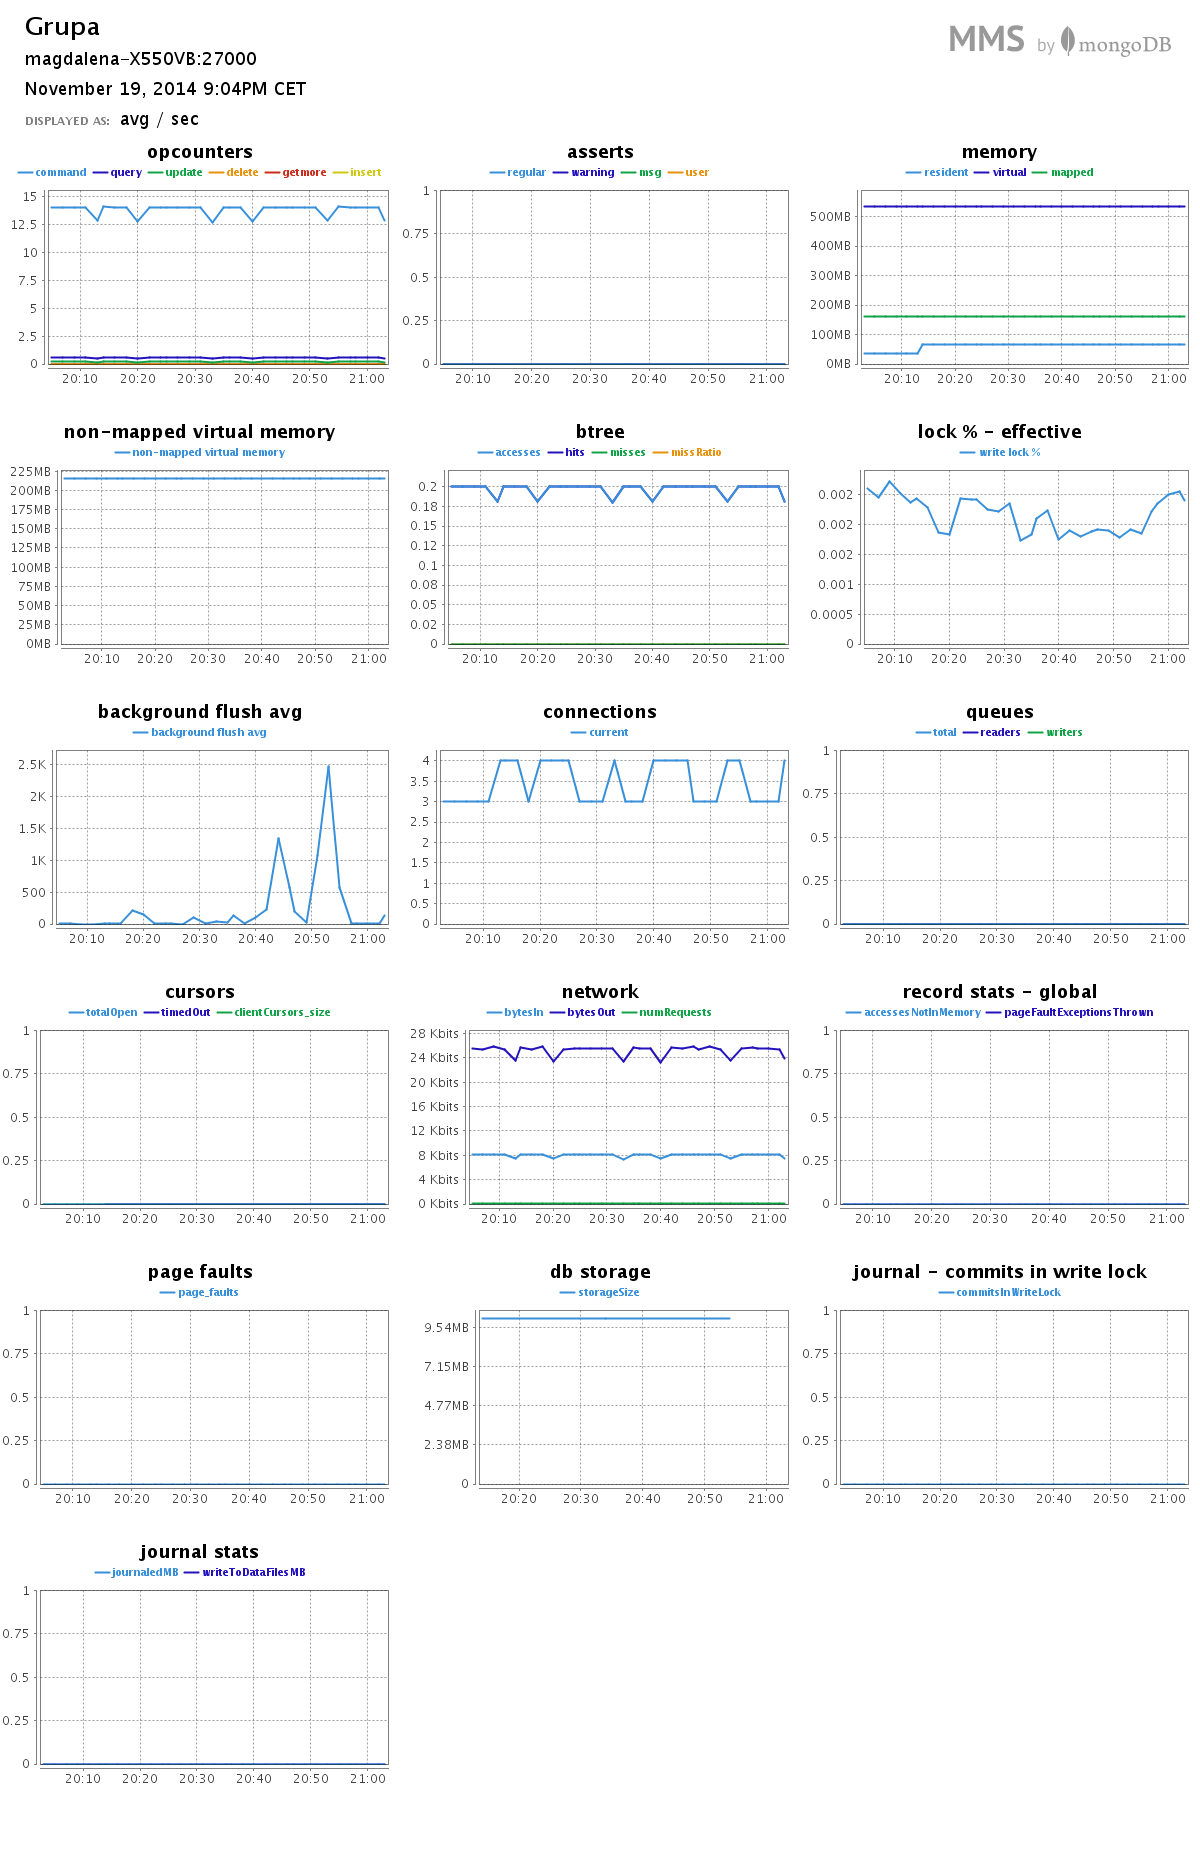 Grupa
MMS by mongoDB
magdalena-X550VB:27000
November 19, 2014 9:04PM CET
DISPLAYED AS: avg / sec
opcounters
command query update delete getmore insert
15
12.5
10
7.5
5
2.5
0
20:10 20:20 20:30 20:40 20:50 21:00
asserts
regular warning msg user
1
0.75
0.5
0.25
0
20:10 20:20 20:30 20:40 20:50 21:00
memory
resident virtual mapped
500MB
400MB
300MB
200MB
100MB
0MB
20:10 20:20 20:30 20:40 20:50 21:00
non-mapped virtual memory
non-mapped virtual memory
225MB
200MB
175MB
150MB
125MB
100MB
75MB
50MB
25MB
0MB
20:10 20:20 20:30 20:40 20:50 21:00
btree
accesses hits misses missRatio
0.2
0.18
0.15
0.12
0.1
0.08
0.05
0.02
0
20:10 20:20 20:30 20:40 20:50 21:00
lock % - effective
write lock %
0.002
0.002
0.002
0.001
0.0005
0
20:10 20:20 20:30 20:40 20:50 21:00
background flush avg
background flush avg
2.5K
2K
1.5K
1K
500
0
20:10 20:20 20:30 20:40 20:50 21:00
connections
current
4
3.5
3
2.5
2
1.5
1
0.5
0
20:10 20:20 20:30 20:40 20:50 21:00
queues
total readers writers
1
0.75
0.5
0.25
0
20:10 20:20 20:30 20:40 20:50 21:00
cursors
totalOpen timedOut clientCursors_size
1
0.75
0.5
0.25
0
20:10 20:20 20:30 20:40 20:50 21:00
network
bytesIn bytesOut numRequests
28 Kbits
24 Kbits
20 Kbits
16 Kbits
12 Kbits
8 Kbits
4 Kbits
0 Kbits
20:10 20:20 20:30 20:40 20:50 21:00
record stats - global
accessesNotInMemory pageFaultExceptionsThrown
1
0.75
0.5
0.25
0
20:10 20:20 20:30 20:40 20:50 21:00
page faults
page_faults
1
0.75
0.5
0.25
0
20:10 20:20 20:30 20:40 20:50 21:00
db storage
storageSize
9.54MB
7.15MB
4.77MB
2.38MB
0
20:20 20:30 20:40 20:50 21:00
journal - commits in write lock
commitsInWriteLock
1
0.75
0.5
0.25
0
20:10 20:20 20:30 20:40 20:50 21:00
journal stats
journaledMB writeToDataFilesMB
1
0.75
0.5
0.25
0
20:10 20:20 20:30 20:40 20:50 21:00